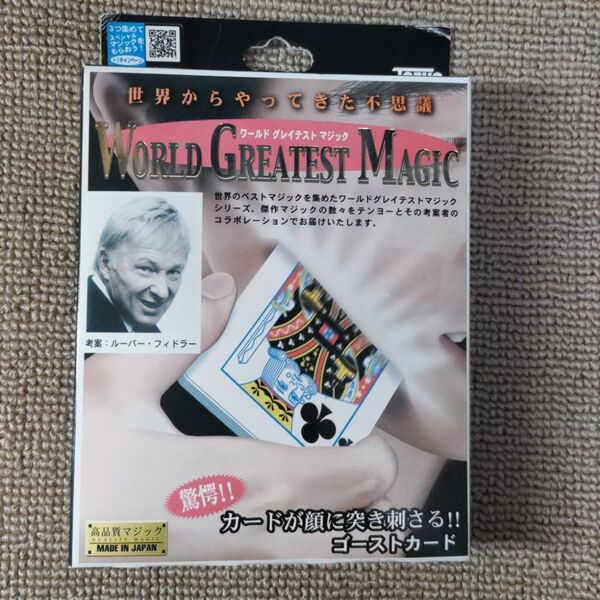 3つ集めて
スペシャル
マジックを
もらおう!
Tenyo
世界からやってきた不思議
ワールド グレイテスト マジック
WORLD GREATEST MAGIC
世界のベストマジックを集めたワールドグレイテストマジック
シリーズ。傑作マジックの数々をテンヨーとその考案者の
コラボレーションでお届けいたします。
考案:ルーバー・フィドラー
驚愕!!
カードが顔に突き刺さる!!
ゴーストカード
高品質マジック
QUALITY MAGIC
MADE IN JAPAN